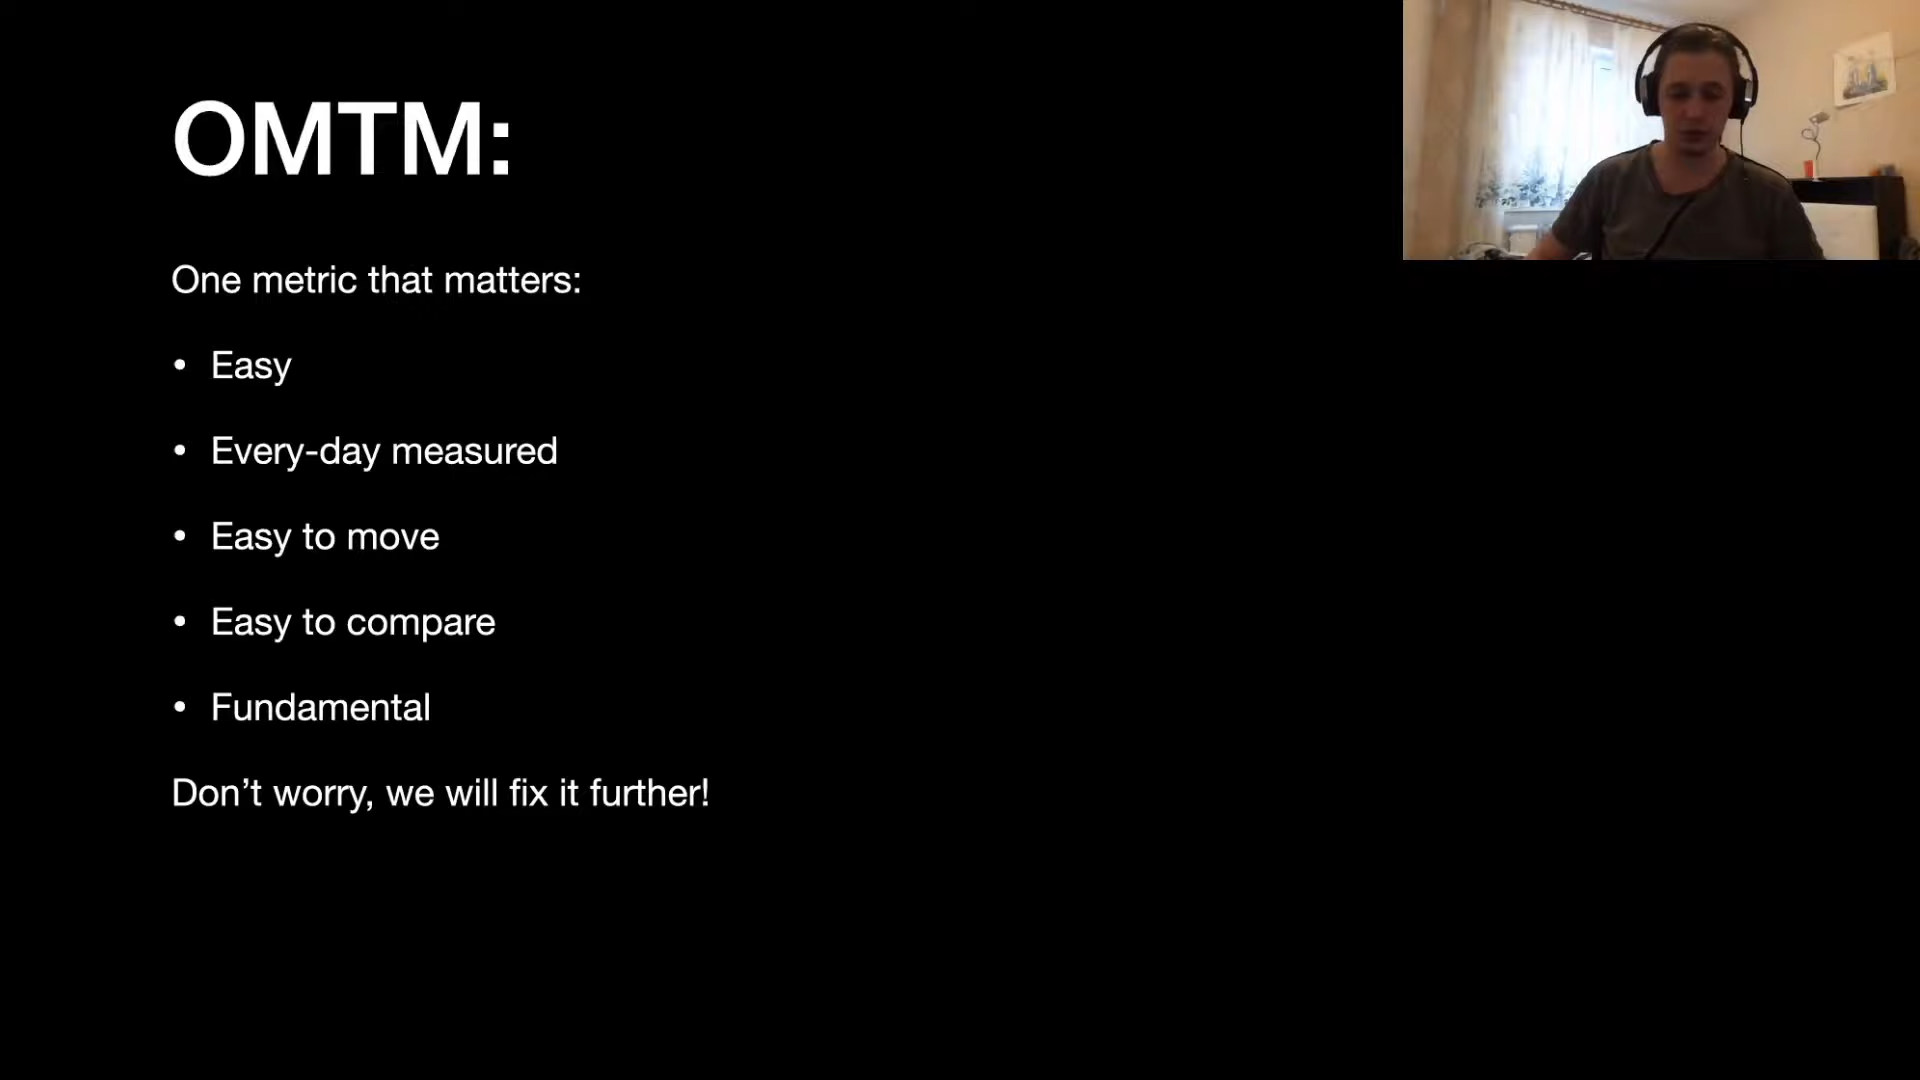 OMTM:
One metric that matters:
• Easy
• Every-day measured
• Easy to move
• Easy to compare
• Fundamental
Don’t worry, we will fix it further!